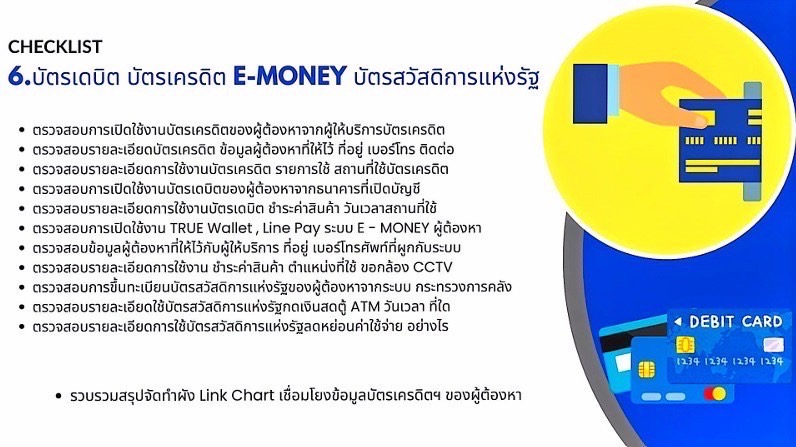 CHECKLIST
6.บัตรเดบิต บัตรเครดิต E-MONEY บัตรสวัสดิการแห่งรัฐ
• ตรวจสอบการเปิดใช้งานบัตรเครดิตของผู้ต้องหาจากผู้ให้บริการบัตรเครดิต
• ตรวจสอบรายละเอียดบัตรเครดิต ข้อมูลผู้ต้องหาที่ให้ไว้ ที่อยู่ เบอร์โทร ติดต่อ
• ตรวจสอบรายละเอียดการใช้งานบัตรเครดิต รายการใช้ สถานที่ใช้บัตรเครดิต
• ตรวจสอบการเปิดใช้งานบัตรเดบิตของผู้ต้องหาจากธนาคารที่เปิดบัญชี
• ตรวจสอบรายละเอียดการใช้งานบัตรเดบิต ชำระค่าสินค้า วันเวลาสถานที่ใช้
• ตรวจสอบการเปิดใช้งาน TRUE Wallet , Line Pay ระบบ E - MONEY ผู้ต้องหา
• ตรวจสอบข้อมูลผู้ต้องหาที่ให้ไว้กับผู้ให้บริการ ที่อยู่ เบอร์โทรศัพท์ที่ผูกกับระบบ
• ตรวจสอบรายละเอียดการใช้งาน ชำระค่าสินค้า ตำแหน่งที่ใช้ ขอกล้อง CCTV
• ตรวจสอบการขึ้นทะเบียนบัตรสวัสดิการแห่งรัฐของผู้ต้องหาจากระบบ กระทรวงการคลัง
• ตรวจสอบรายละเอียดใช้บัตรสวัสดิการแห่งรัฐกดเงินสดตู้ ATM วันเวลา ที่ใด
• ตรวจสอบรายละเอียดการใช้บัตรสวัสดิการแห่งรัฐลดหย่อนค่าใช้จ่าย อย่างไร
DEBIT CARD
1234 1234 1234 1234
• รวบรวมสรุปจัดทำผัง Link Chart เชื่อมโยงข้อมูลบัตรเครดิตฯ ของผู้ต้องหา